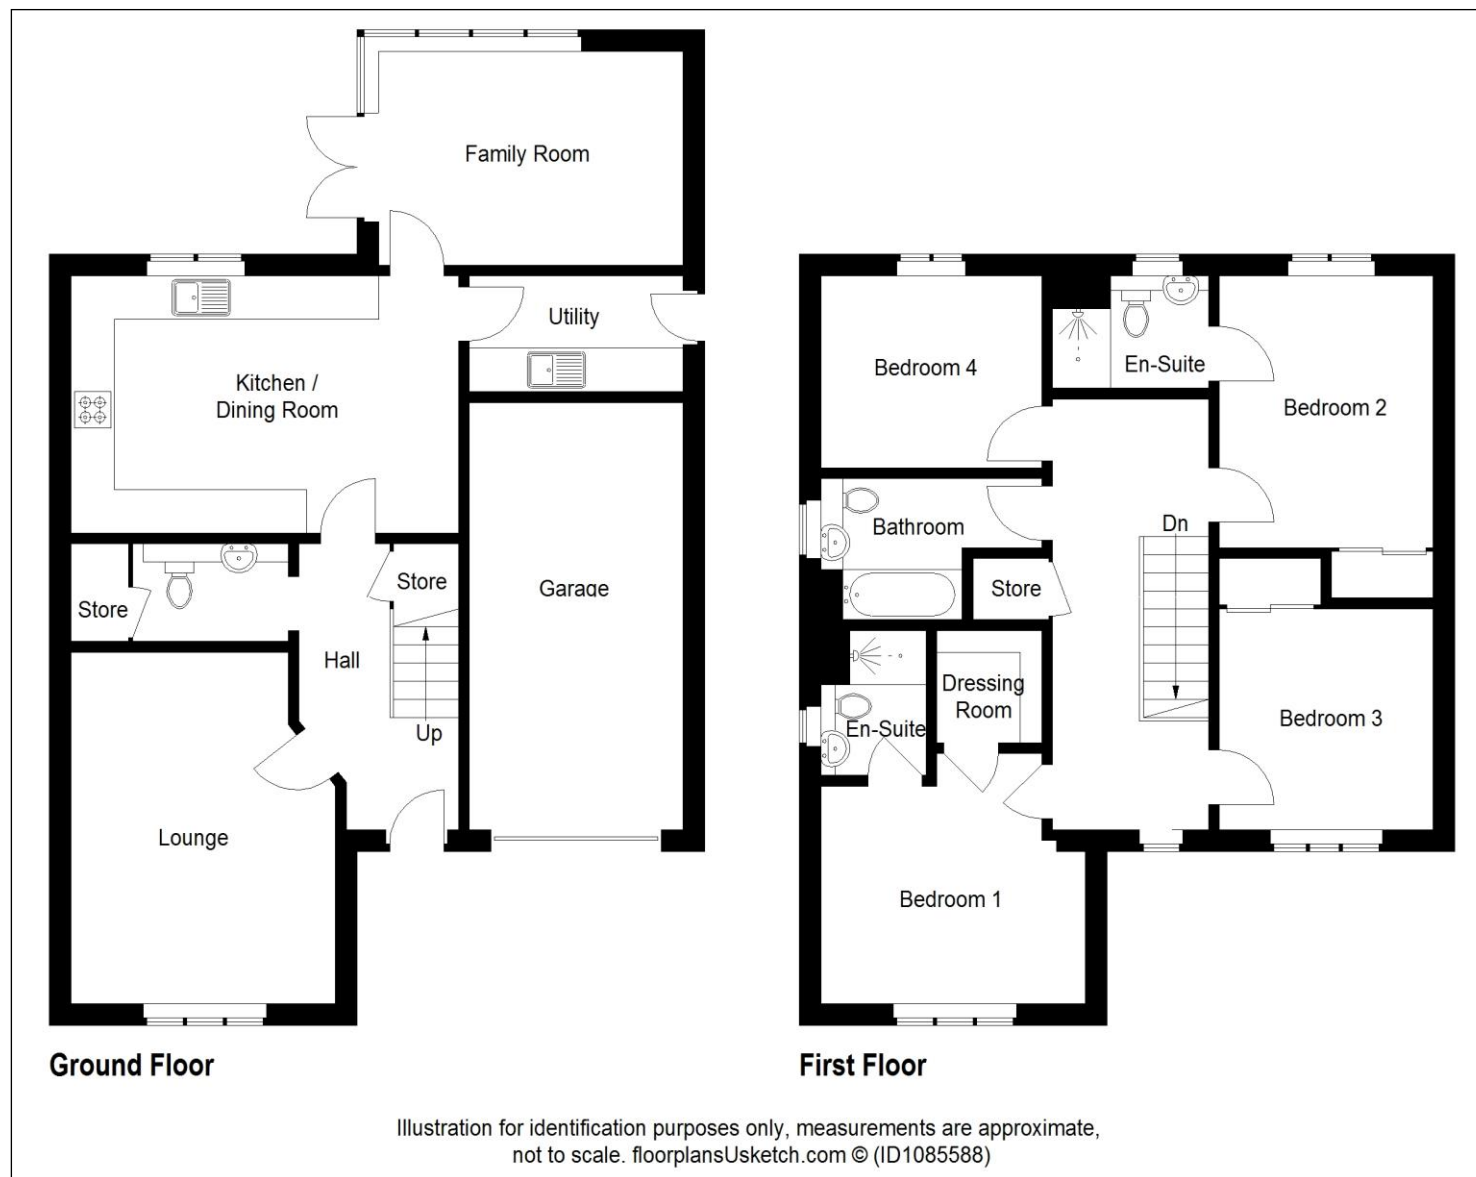 Family Room
Utility
Kitchen /
Dining Room
Store
Store
Garage
Hall
Up
Lounge
Ground Floor
Bedroom 4
En-Suite
Bedroom 2
Bathroom
Dn
Store
Dressing
Room
En-Suite
Bedroom 3
Bedroom 1
First Floor
Illustration for identification purposes only, measurements are approximate,
not to scale. floorplansUsketch.com © (ID1085588)